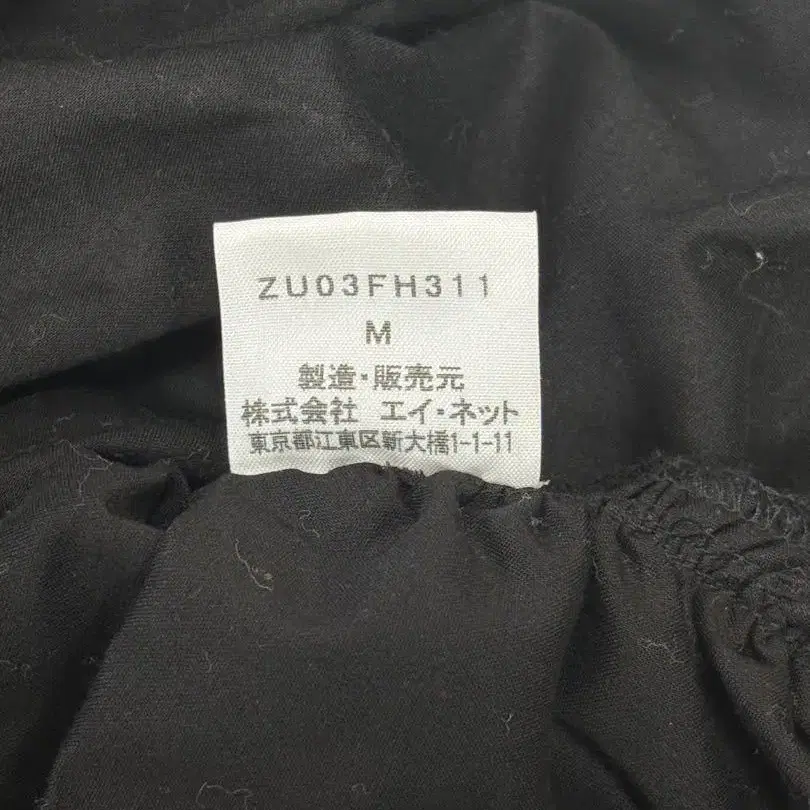 ZU03FH311
M
製造・販売元
株式会社 エイ・ネット
東京都江東区新大橋1-1-11